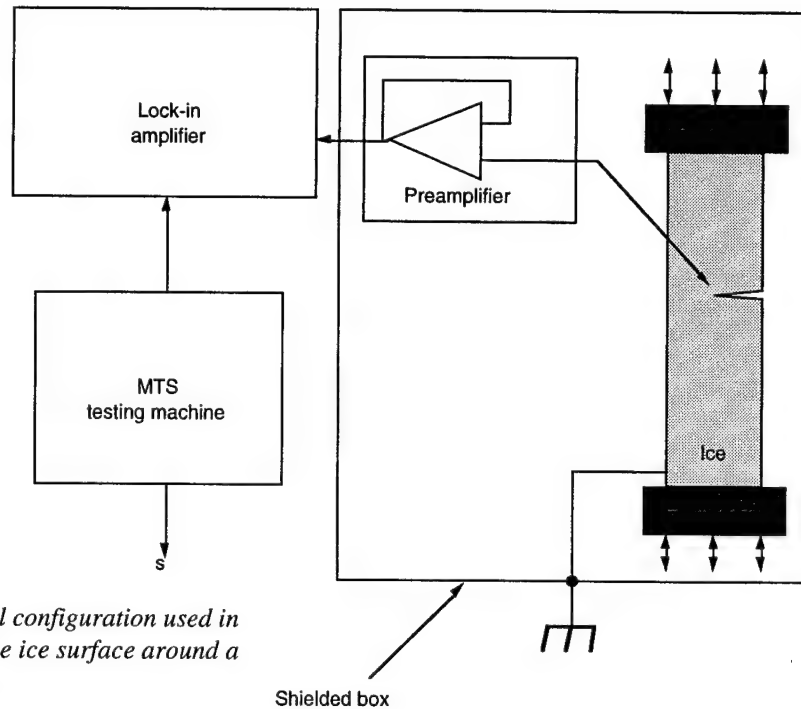 Lock-in
amplifier
Preamplifier
MTS
testing machine
Ice
s
l configuration used in
e ice surface around a
Shielded box